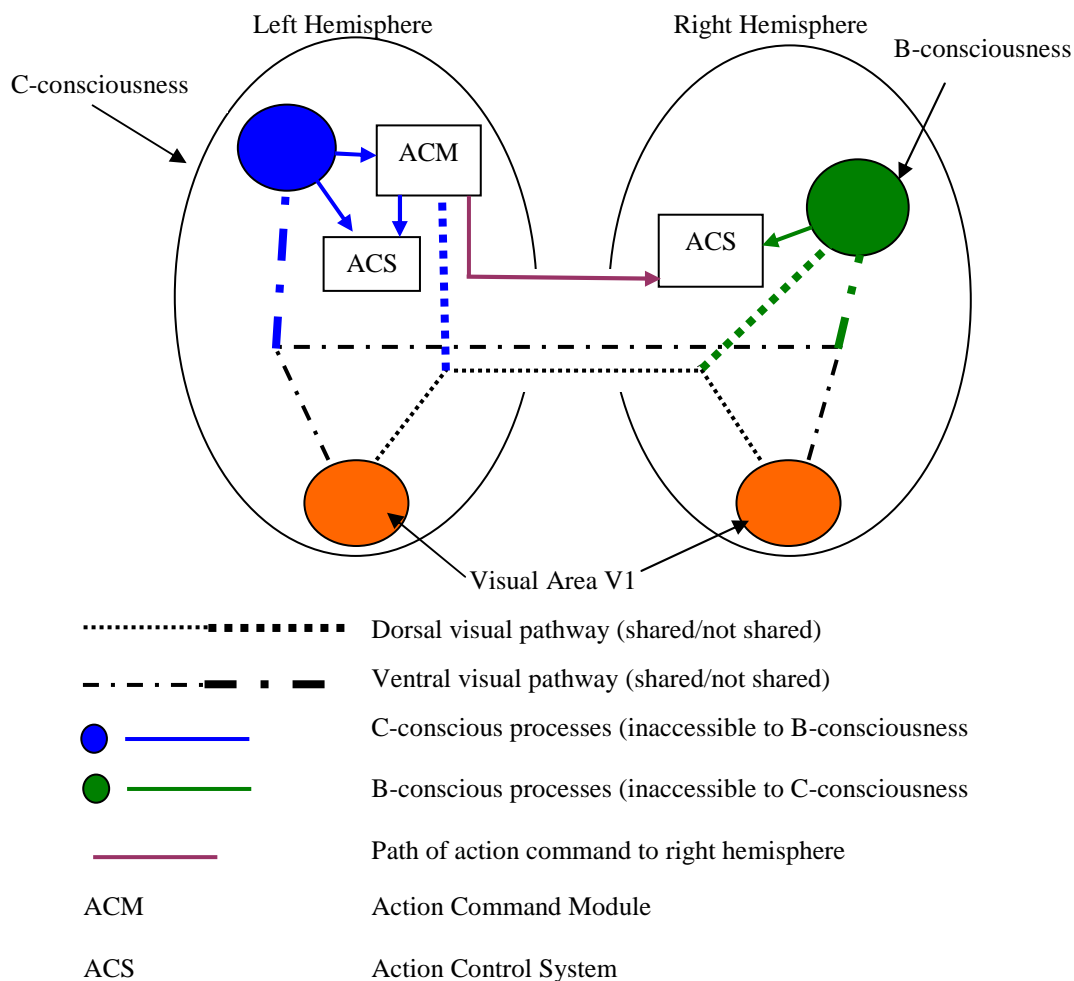 Left Hemisphere
Right Hemisphere
B-consciousness
C-consciousness
ACM
ACS
ACS
Visual Area V1
Dorsal visual pathway (shared/not shared)
Ventral visual pathway (shared/not shared)
C-conscious processes (inaccessible to B-consciousness
B-conscious processes (inaccessible to C-consciousness
Path of action command to right hemisphere
ACM Action Command Module
ACS Action Control System